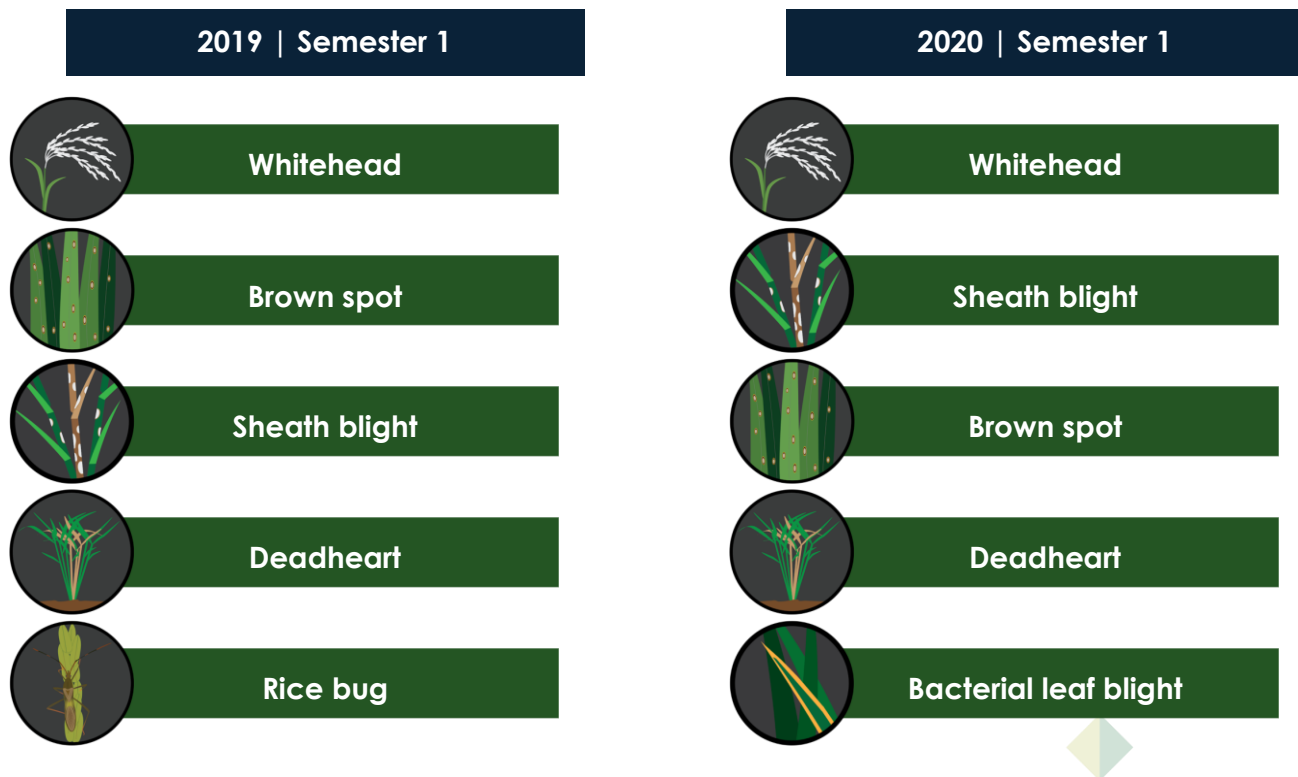 2019 | Semester 1
Whitehead
Brown spot
Sheath blight
Deadheart
Rice bug
2020 | Semester 1
Whitehead
Sheath blight
Brown spot
Deadheart
Bacterial leaf blight